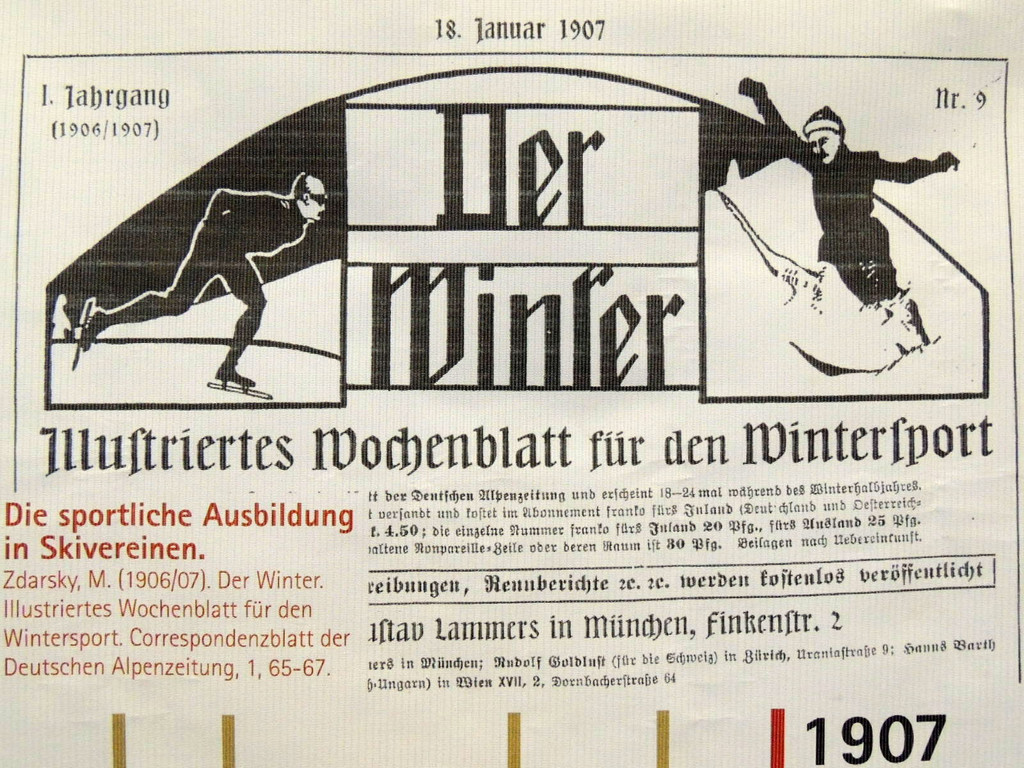 18. Januar 1907
I. Jahrgang
(1906/1907)
Nr. 9
Der
Winter
Illustriertes Wochenblatt für den Wintersport
der Deutschen Alpenzeitung und erscheint 18–24 mal während des Winterhalbjahres.
versandt und kostet im Abonnement franko fürs Inland (Deutschland und Oesterreich=
4.50; die einzelne Nummer franko fürs Inland 20 Pfg., fürs Ausland 25 Pfg.
Nonpareille=Zeile oder deren Raum ist 30 Pfg. Beilagen nach Uebereinkunft.
reibungen, Rennberichte ꝛc. ꝛc. werden kostenlos veröffentlicht
Lammers in München, Finkenstr. 2
in München; Rudolf Goldlust (für die Schweiz) in Zürich, Uraniastraße 9; Hanns Barth
Ungarn) in Wien XVII, 2, Dornbacherstraße 64
Die sportliche Ausbildung
in Skivereinen.
Zdarsky, M. (1906/07). Der Winter.
Illustriertes Wochenblatt für den
Wintersport. Correspondenzblatt der
Deutschen Alpenzeitung, 1, 65-67.
1907